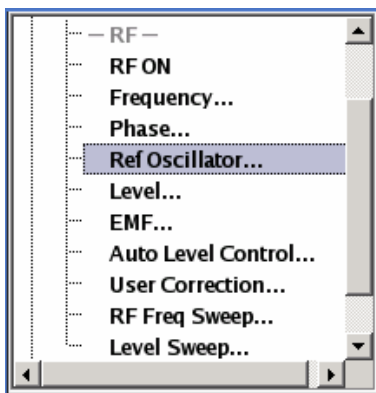 — RF —
RF ON
Frequency...
Phase...
Ref Oscillator...
Level...
EMF...
Auto Level Control...
User Correction...
RF Freq Sweep...
Level Sweep...